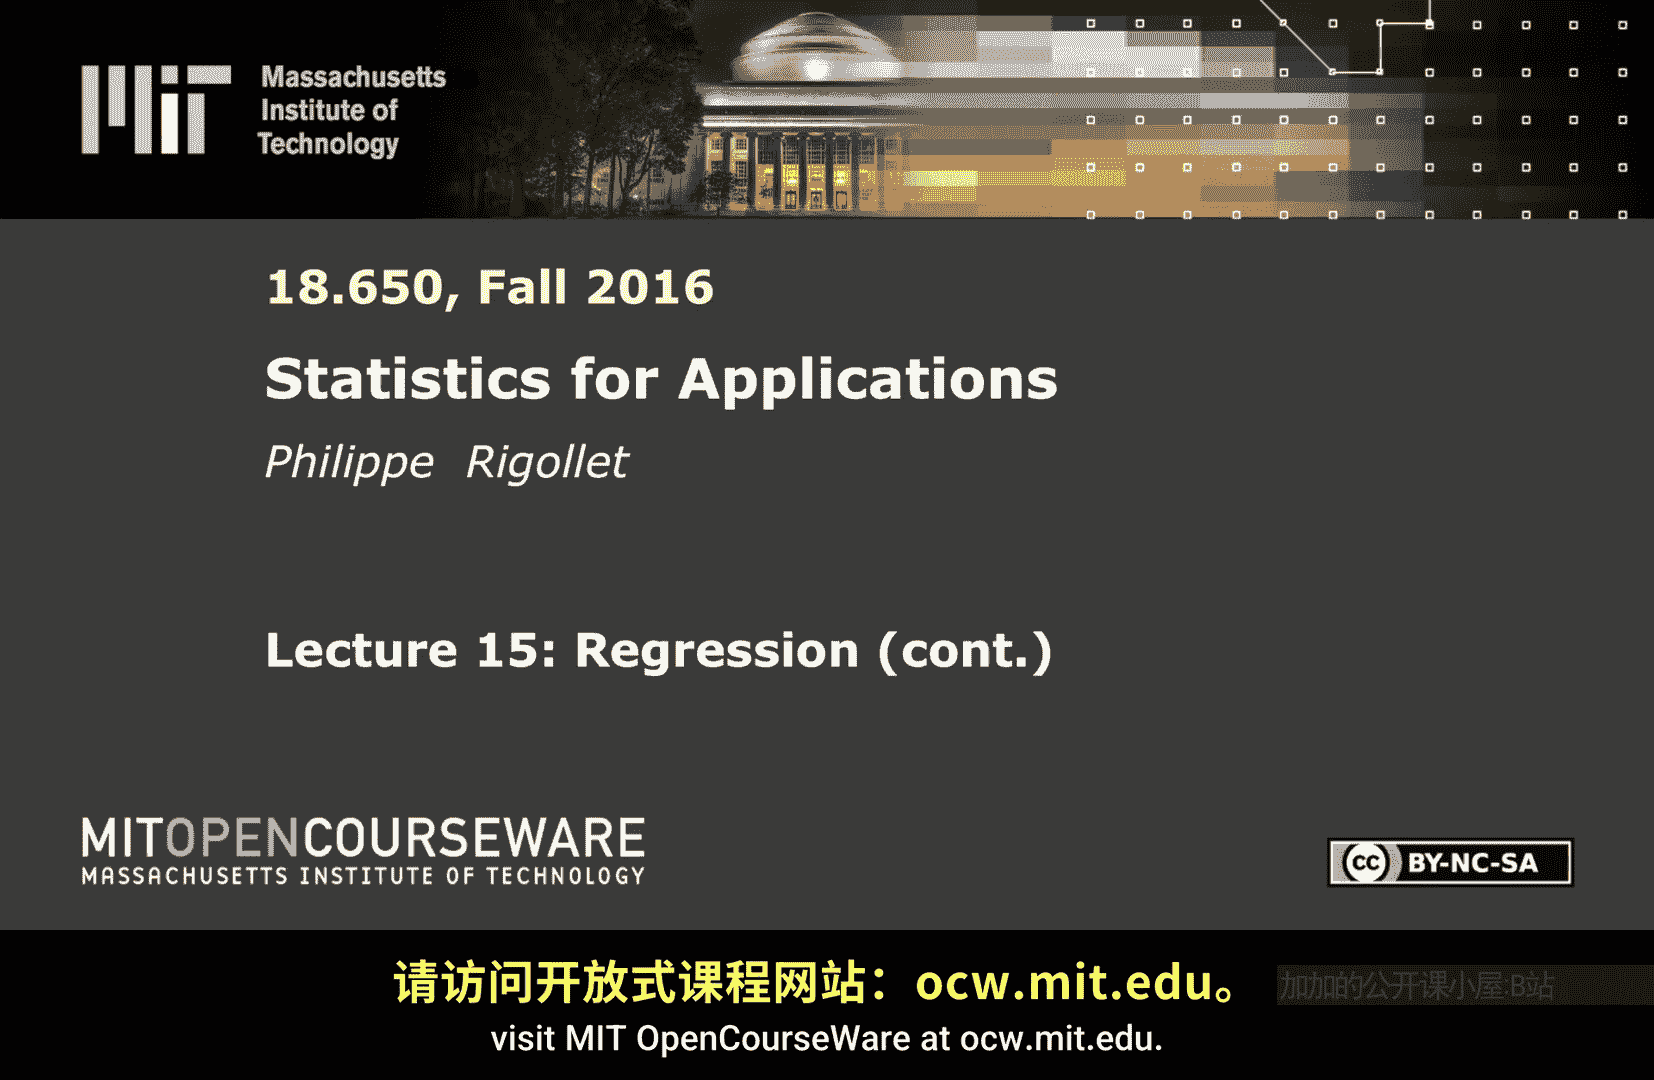 Massachusetts
Institute of
Technology
18.650, Fall 2016
Statistics for Applications
Philippe Rigollet
Lecture 15: Regression (cont.)
MITOPENCOURSEWARE
MASSACHUSETTS INSTITUTE OF TECHNOLOGY
cc BY-NC-SA
请访问开放式课程网站：ocw.mit.edu。
加加的公开课小屋:B站
visit MIT OpenCourseWare at ocw.mit.edu.